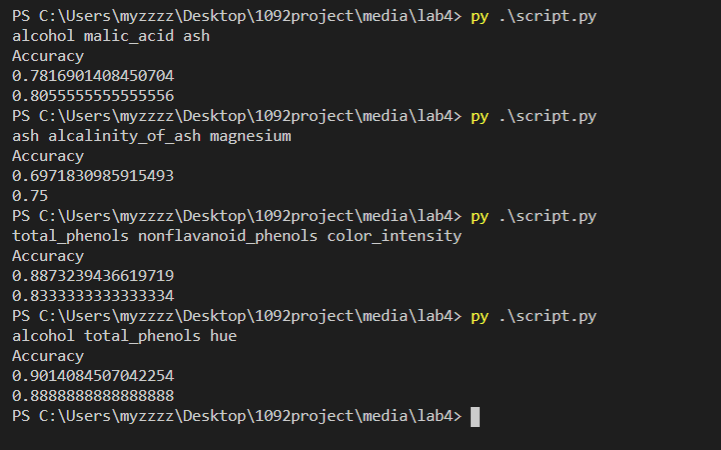 PS C:\Users\myzzzz\Desktop\1092project\media\lab4> py .\script.py
alcohol malic_acid ash
Accuracy
0.7816901408450704
0.8055555555555556
PS C:\Users\myzzzz\Desktop\1092project\media\lab4> py .\script.py
ash alcalinity_of_ash magnesium
Accuracy
0.6971830985915493
0.75
PS C:\Users\myzzzz\Desktop\1092project\media\lab4> py .\script.py
total_phenols nonflavanoid_phenols color_intensity
Accuracy
0.8873239436619719
0.8333333333333334
PS C:\Users\myzzzz\Desktop\1092project\media\lab4> py .\script.py
alcohol total_phenols hue
Accuracy
0.9014084507042254
0.8888888888888888
PS C:\Users\myzzzz\Desktop\1092project\media\lab4>